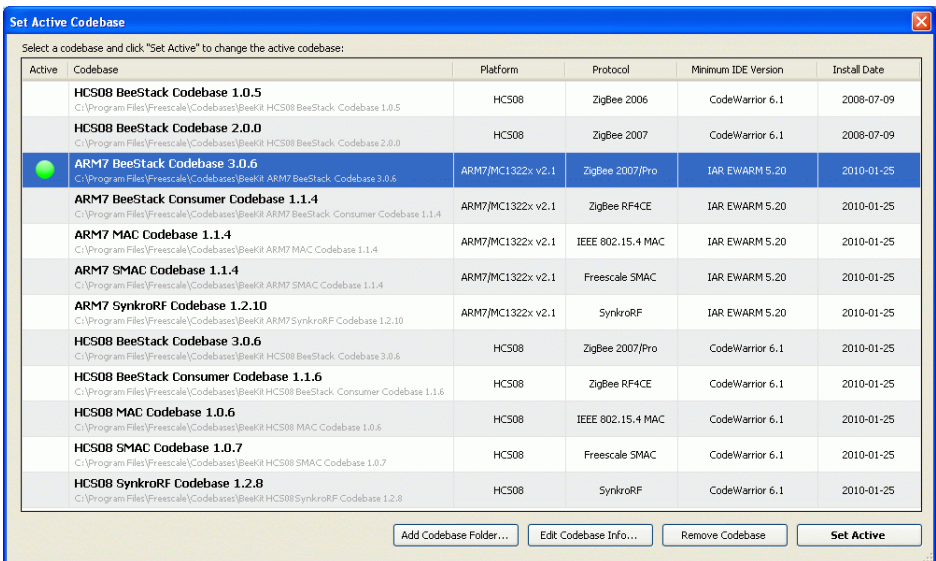 Set Active Codebase
Select a codebase and click "Set Active" to change the active codebase:
Active Codebase Platform Protocol Minimum IDE Version Install Date
HCS08 BeeStack Codebase 1.0.5
C:\Program Files\Freescale\Codebases\BeeKit HCS08 BeeStack Codebase 1.0.5
HCS08 ZigBee 2006 CodeWarrior 6.1 2008-07-09
HCS08 BeeStack Codebase 2.0.0
C:\Program Files\Freescale\Codebases\BeeKit HCS08 BeeStack Codebase 2.0.0
HCS08 ZigBee 2007 CodeWarrior 6.1 2008-07-09
ARM7 BeeStack Codebase 3.0.6
C:\Program Files\Freescale\Codebases\BeeKit ARM7 BeeStack Codebase 3.0.6
ARM7/MC1322x v2.1 ZigBee 2007/Pro IAR EWARM 5.20 2010-01-25
ARM7 BeeStack Consumer Codebase 1.1.4
C:\Program Files\Freescale\Codebases\BeeKit ARM7 BeeStack Consumer Codebase 1.1.4
ARM7/MC1322x v2.1 ZigBee RF4CE IAR EWARM 5.20 2010-01-25
ARM7 MAC Codebase 1.1.4
C:\Program Files\Freescale\Codebases\BeeKit ARM7 MAC Codebase 1.1.4
ARM7/MC1322x v2.1 IEEE 802.15.4 MAC IAR EWARM 5.20 2010-01-25
ARM7 SMAC Codebase 1.1.4
C:\Program Files\Freescale\Codebases\BeeKit ARM7 SMAC Codebase 1.1.4
ARM7/MC1322x v2.1 Freescale SMAC IAR EWARM 5.20 2010-01-25
ARM7 SynkroRF Codebase 1.2.10
C:\Program Files\Freescale\Codebases\BeeKit ARM7SynkroRF Codebase 1.2.10
ARM7/MC1322x v2.1 SynkroRF IAR EWARM 5.20 2010-01-25
HCS08 BeeStack Codebase 3.0.6
C:\Program Files\Freescale\Codebases\BeeKit HCS08 BeeStack Codebase 3.0.6
HCS08 ZigBee 2007/Pro CodeWarrior 6.1 2010-01-25
HCS08 BeeStack Consumer Codebase 1.1.6
C:\Program Files\Freescale\Codebases\BeeKit HCS08 BeeStack Consumer Codebase 1.1.6
HCS08 ZigBee RF4CE CodeWarrior 6.1 2010-01-25
HCS08 MAC Codebase 1.0.6
C:\Program Files\Freescale\Codebases\BeeKit HCS08 MAC Codebase 1.0.6
HCS08 IEEE 802.15.4 MAC CodeWarrior 6.1 2010-01-25
HCS08 SMAC Codebase 1.0.7
C:\Program Files\Freescale\Codebases\BeeKit HCS08 SMAC Codebase 1.0.7
HCS08 Freescale SMAC CodeWarrior 6.1 2010-01-25
HCS08 SynkroRF Codebase 1.2.8
C:\Program Files\Freescale\Codebases\BeeKit HCS08SynkroRF Codebase 1.2.8
HCS08 SynkroRF CodeWarrior 6.1 2010-01-25
Add Codebase Folder... Edit Codebase Info... Remove Codebase Set Active